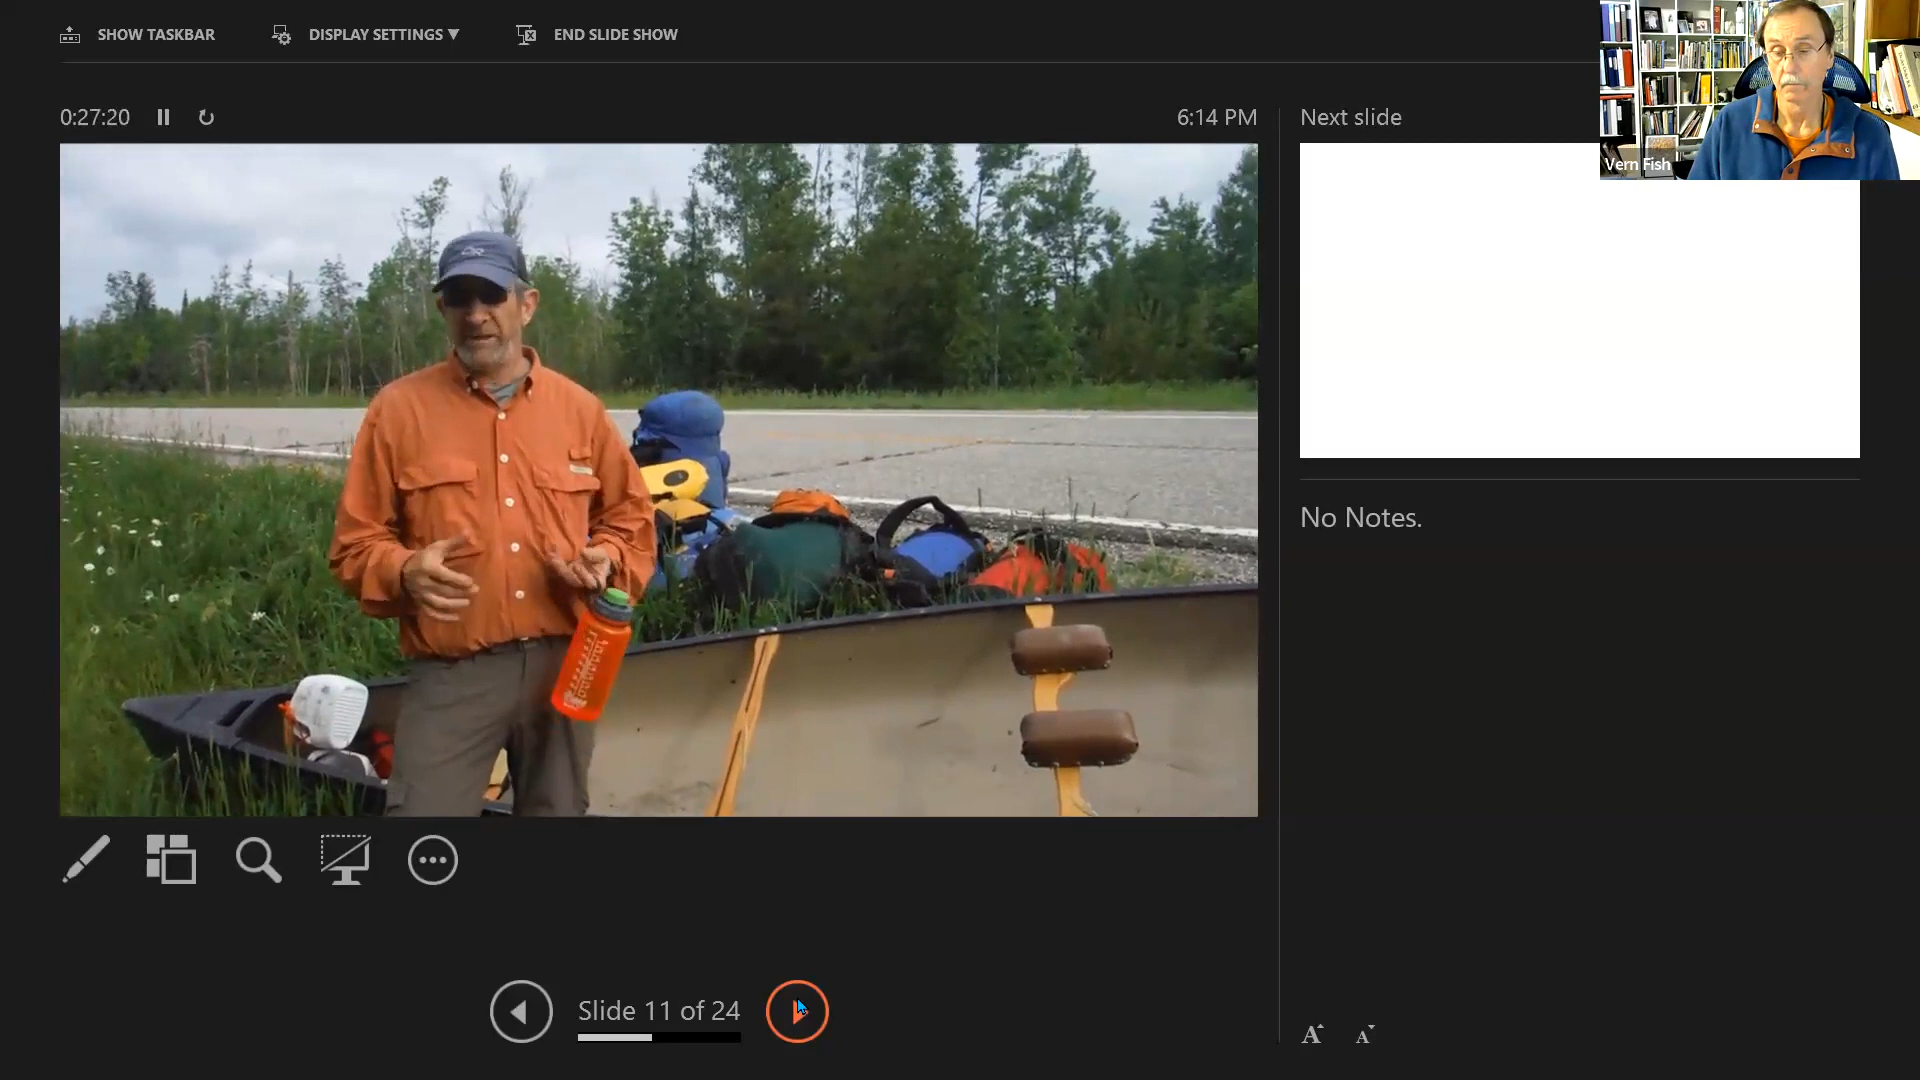 SHOW TASKBAR
DISPLAY SETTINGS ▼
END SLIDE SHOW
0:27:20
6:14 PM
Next slide
Vern Fish
No Notes.
Slide 11 of 24
A
A